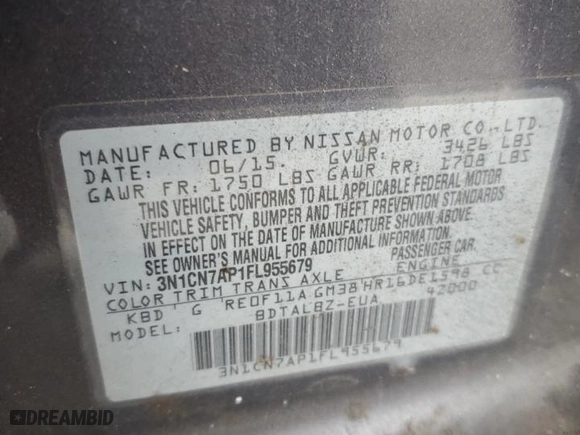 MANUFACTURED BY NISSAN MOTOR CO.,LTD.
DATE: 06/15. GVWR: 3426 LBS
GAWR FR: 1750 LBS GAWR RR: 1708 LBS
THIS VEHICLE CONFORMS TO ALL APPLICABLE FEDERAL MOTOR
VEHICLE SAFETY, BUMPER AND THEFT PREVENTION STANDARDS
IN EFFECT ON THE DATE OF MANUFACTURE SHOWN ABOVE.
SEE OWNER'S MANUAL FOR ADDITIONAL INFORMATION.
VIN: 3N1CN7AP1FL955679 PASSENGER CAR.
COLOR TRIM TRANS AXLE ENGINE
KBD G RE0F11A GM38 HR16DE1598 CC
MODEL: BDTALBZ-EUA 42000
3N1CN7AP1FL955679
DREAMBID